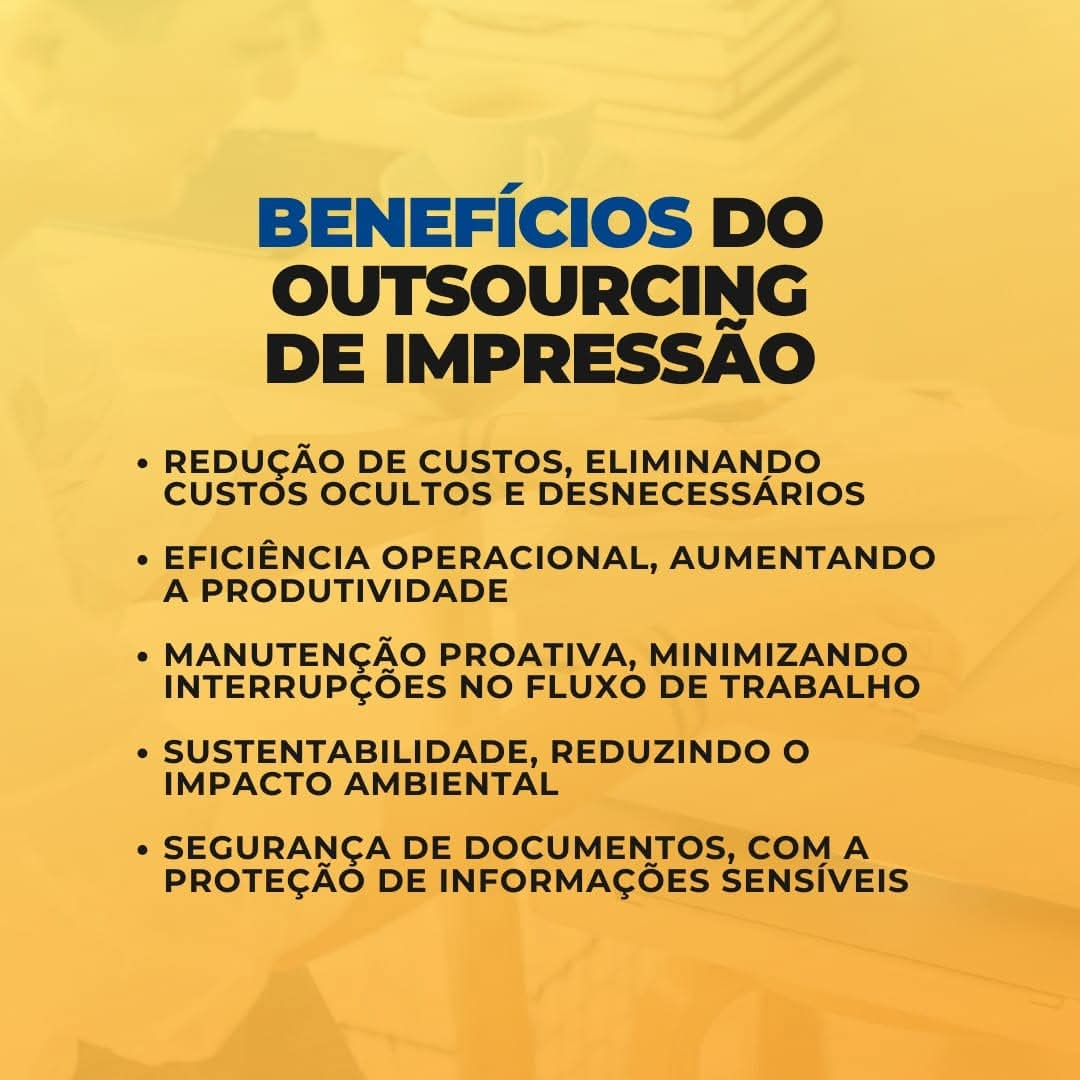 BENEFÍCIOS DO
OUTSOURCING
DE IMPRESSÃO
• REDUÇÃO DE CUSTOS, ELIMINANDO
CUSTOS OCULTOS E DESNECESSÁRIOS
• EFICIÊNCIA OPERACIONAL, AUMENTANDO
A PRODUTIVIDADE
• MANUTENÇÃO PROATIVA, MINIMIZANDO
INTERRUPÇÕES NO FLUXO DE TRABALHO
• SUSTENTABILIDADE, REDUZINDO O
IMPACTO AMBIENTAL
• SEGURANÇA DE DOCUMENTOS, COM A
PROTEÇÃO DE INFORMAÇÕES SENSÍVEIS